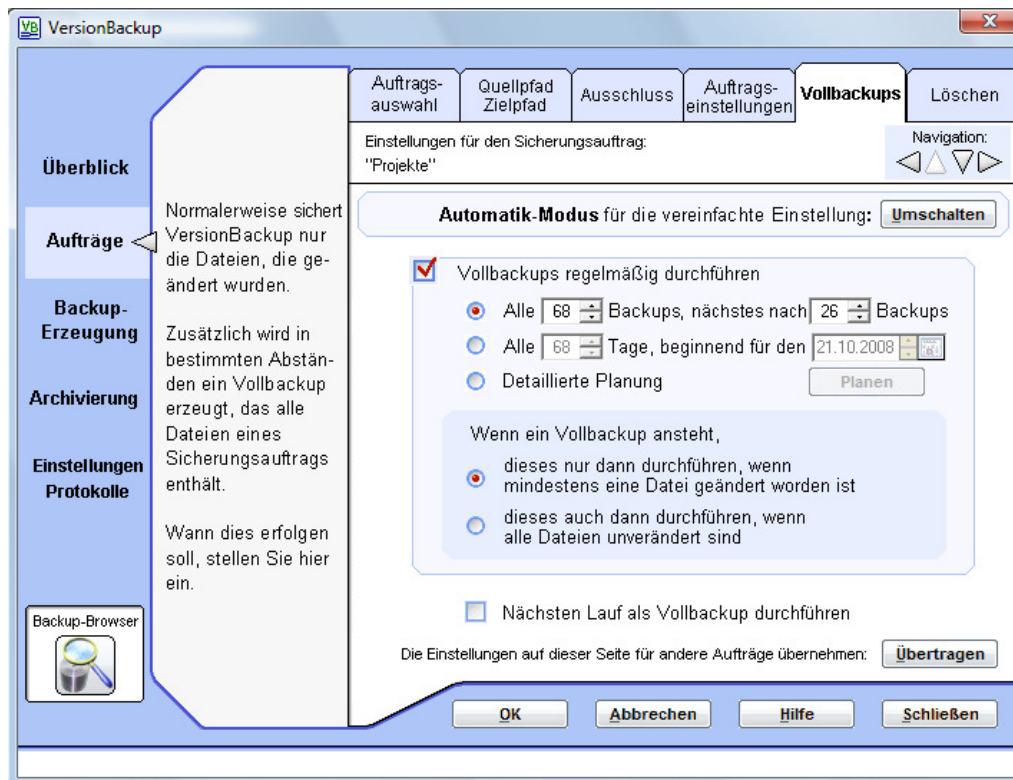 VersionBackup
Auftrags-
auswahl
Quellpfad
Zielpfad
Ausschluss
Auftrags-
einstellungen
Vollbackups
Löschen
Einstellungen für den Sicherungsauftrag:
"Projekte"
Navigation:
Überblick
Aufträge
Backup-
Erzeugung
Archivierung
Einstellungen
Protokolle
Backup-Browser
Normalerweise sichert
VersionBackup nur
die Dateien, die ge-
ändert wurden.
Zusätzlich wird in
bestimmten Abstän-
den ein Vollbackup
erzeugt, das alle
Dateien eines
Sicherungsauftrags
enthält.
Wann dies erfolgen
soll, stellen Sie hier
ein.
Automatik-Modus für die vereinfachte Einstellung: Umschalten
Vollbackups regelmäßig durchführen
Alle 68 Backups, nächstes nach 26 Backups
Alle 68 Tage, beginnend für den 21.10.2008
Detaillierte Planung Planen
Wenn ein Vollbackup ansteht,
dieses nur dann durchführen, wenn
mindestens eine Datei geändert worden ist
dieses auch dann durchführen, wenn
alle Dateien unverändert sind
Nächsten Lauf als Vollbackup durchführen
Die Einstellungen auf dieser Seite für andere Aufträge übernehmen: Übertragen
OK Abbrechen Hilfe Schließen